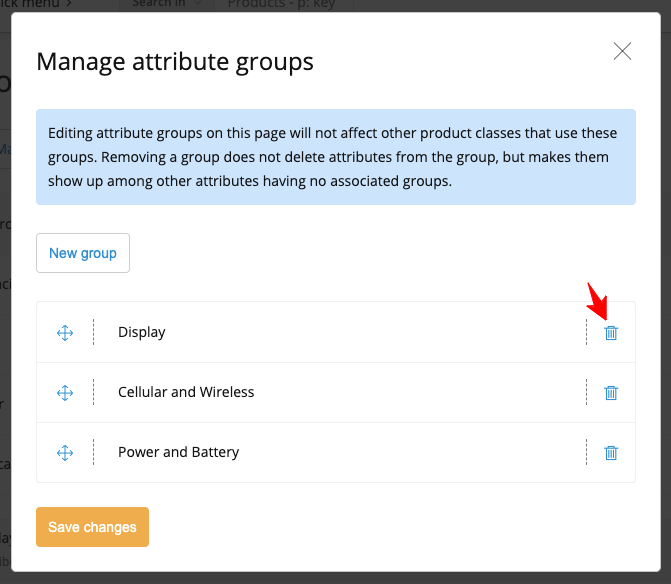 ick menu
Search in
Products - p: key
Manage attribute groups
Editing attribute groups on this page will not affect other product classes that use these
groups. Removing a group does not delete attributes from the group, but makes them
show up among other attributes having no associated groups.
New group
Display
Cellular and Wireless
Power and Battery
Save changes